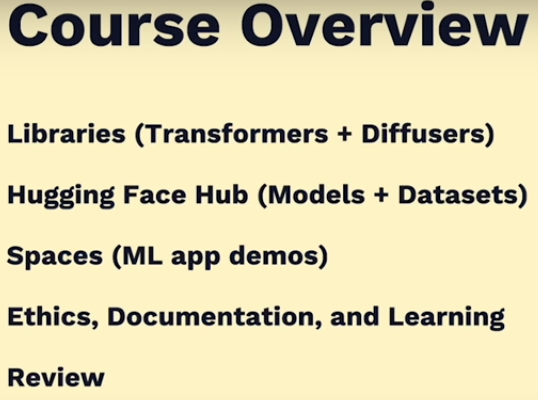 Course Overview
Libraries (Transformers + Diffusers)
Hugging Face Hub (Models + Datasets)
Spaces (ML app demos)
Ethics, Documentation, and Learning
Review